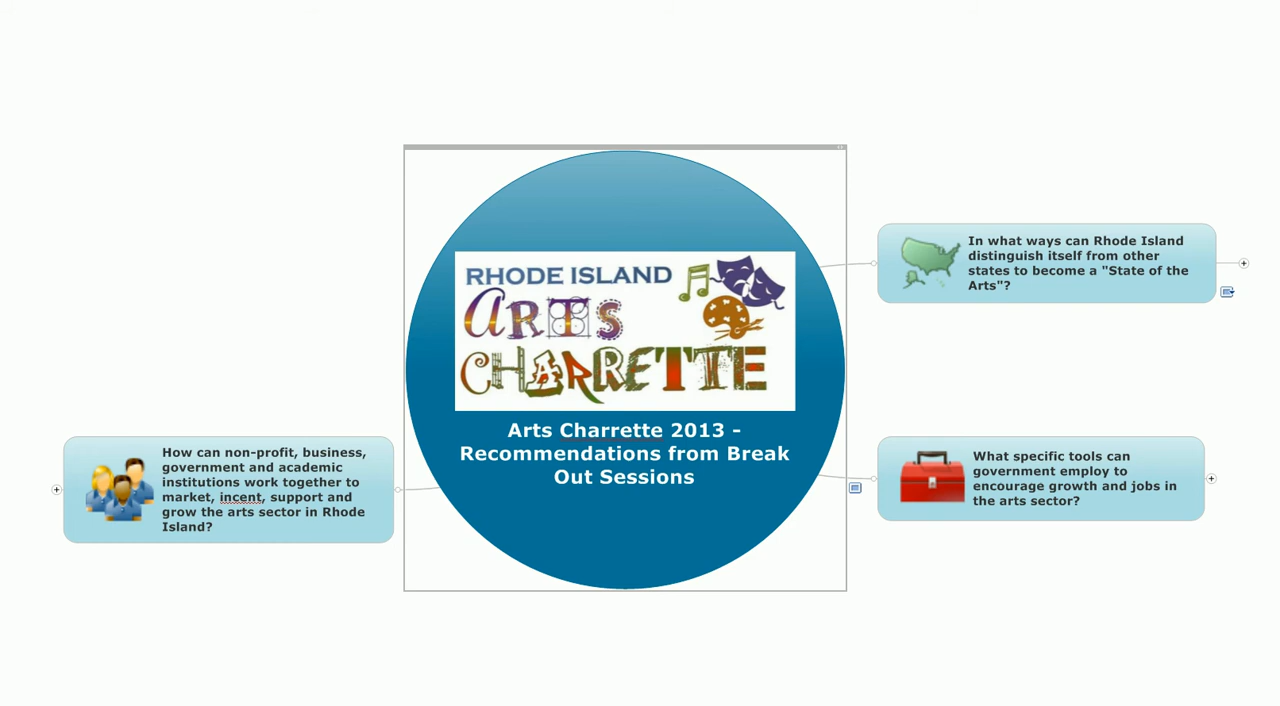 RHODE ISLAND
ARTS
CHARRETTE
Arts Charrette 2013 -
Recommendations from Break
Out Sessions
In what ways can Rhode Island
distinguish itself from other
states to become a "State of the
Arts"?
What specific tools can
government employ to
encourage growth and jobs in
the arts sector?
How can non-profit, business,
government and academic
institutions work together to
market, incent, support and
grow the arts sector in Rhode
Island?